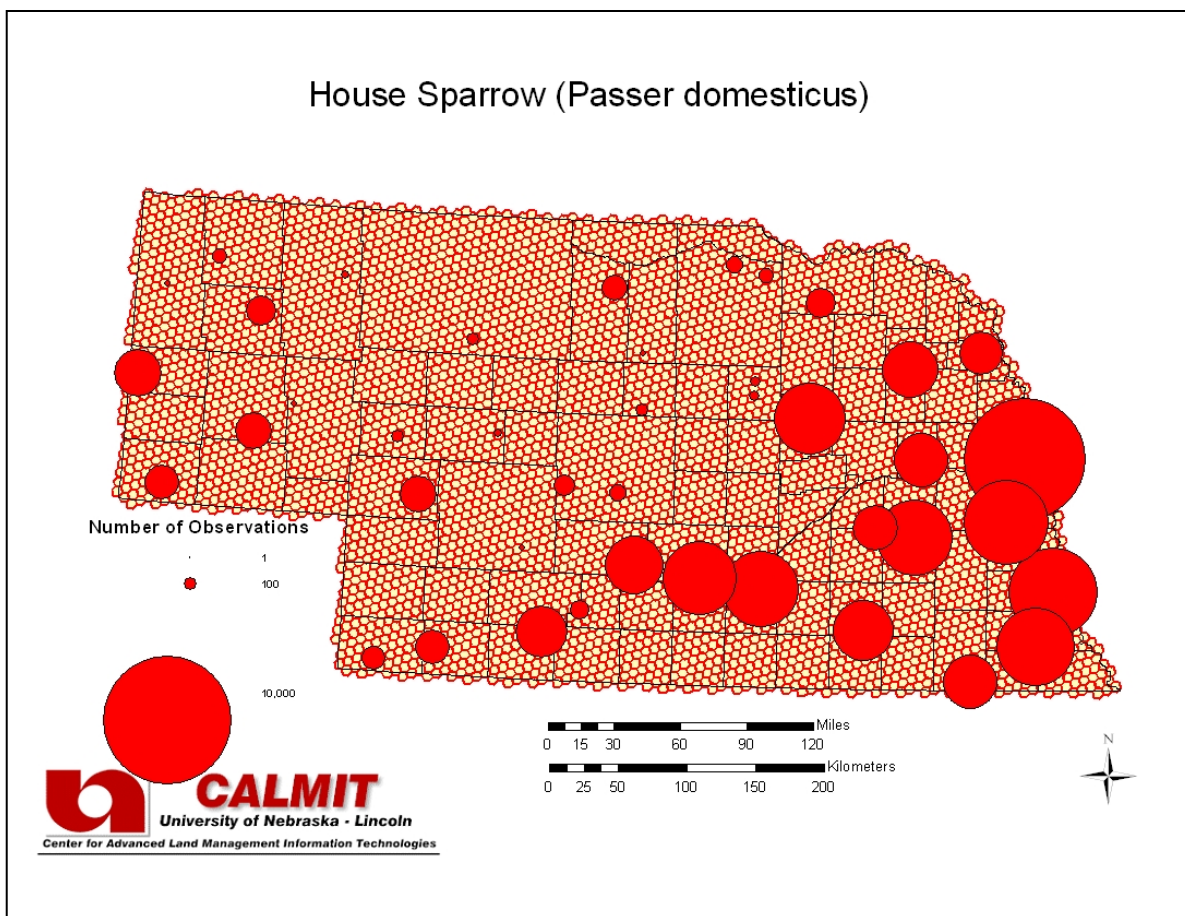 House Sparrow (Passer domesticus)
Number of Observations
1
100
10,000
Miles
0 15 30 60 90 120
Kilometers
0 25 50 100 150 200
N
CALMIT
University of Nebraska - Lincoln
Center for Advanced Land Management Information Technologies